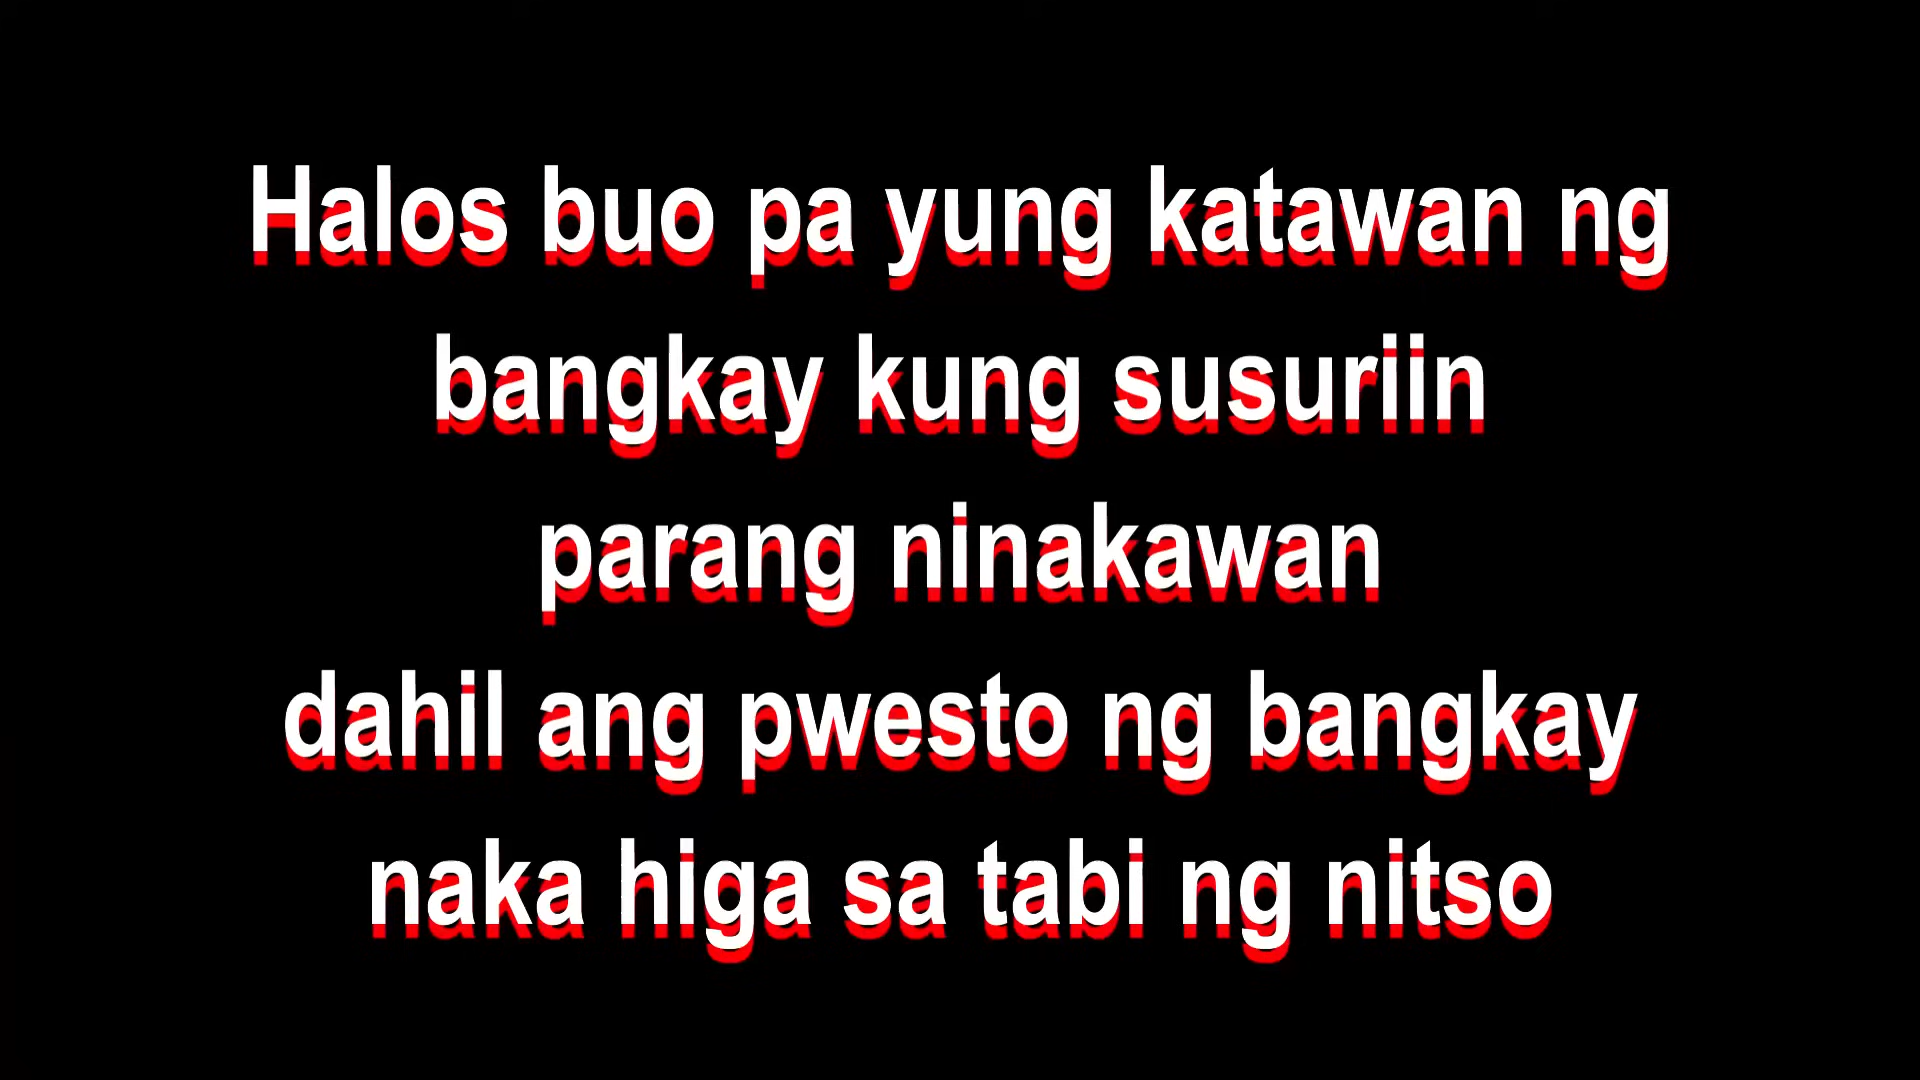 Halos buo pa yung katawan ng
bangkay kung susuriin
parang ninakawan
dahil ang pwesto ng bangkay
naka higa sa tabi ng nitso